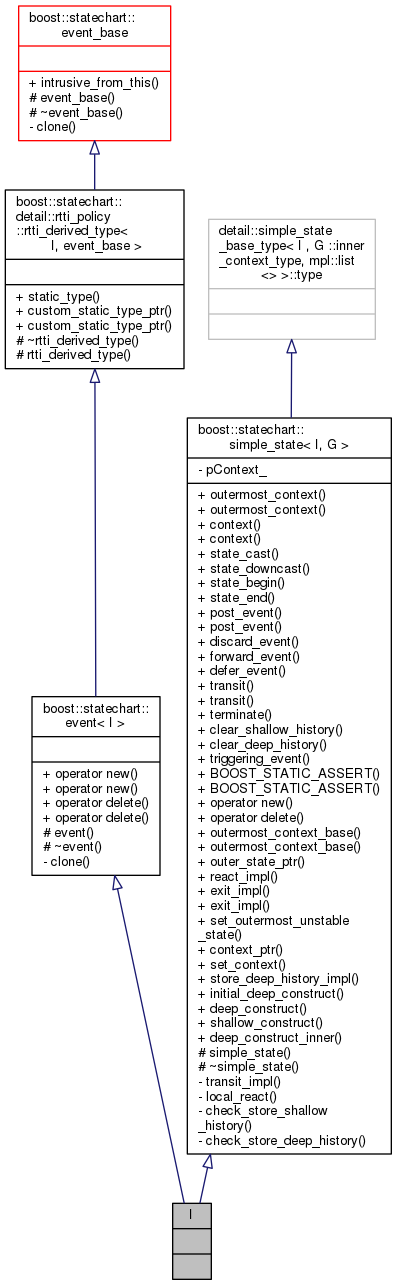 boost::statechart::
event_base
+ intrusive_from_this()
# event_base()
# ~event_base()
- clone()
boost::statechart::
detail::rtti_policy
::rtti_derived_type<
I, event_base >
+ static_type()
+ custom_static_type_ptr()
+ custom_static_type_ptr()
# ~rtti_derived_type()
# rtti_derived_type()
detail::simple_state
_base_type< I , G ::inner
_context_type, mpl::list
<> >::type
boost::statechart::
simple_state< I, G >
- pContext_
+ outermost_context()
+ outermost_context()
+ context()
+ context()
+ state_cast()
+ state_downcast()
+ state_begin()
+ state_end()
+ post_event()
+ post_event()
+ discard_event()
+ forward_event()
+ defer_event()
+ transit()
+ transit()
+ terminate()
+ clear_shallow_history()
+ clear_deep_history()
+ triggering_event()
+ BOOST_STATIC_ASSERT()
+ BOOST_STATIC_ASSERT()
+ operator new()
+ operator delete()
+ outermost_context_base()
+ outermost_context_base()
+ outer_state_ptr()
+ react_impl()
+ exit_impl()
+ exit_impl()
+ set_outermost_unstable
_state()
+ context_ptr()
+ set_context()
+ store_deep_history_impl()
+ initial_deep_construct()
+ deep_construct()
+ shallow_construct()
+ deep_construct_inner()
# simple_state()
# ~simple_state()
- transit_impl()
- local_react()
- check_store_shallow
_history()
- check_store_deep_history()
boost::statechart::
event< I >
+ operator new()
+ operator new()
+ operator delete()
+ operator delete()
# event()
# ~event()
- clone()
I